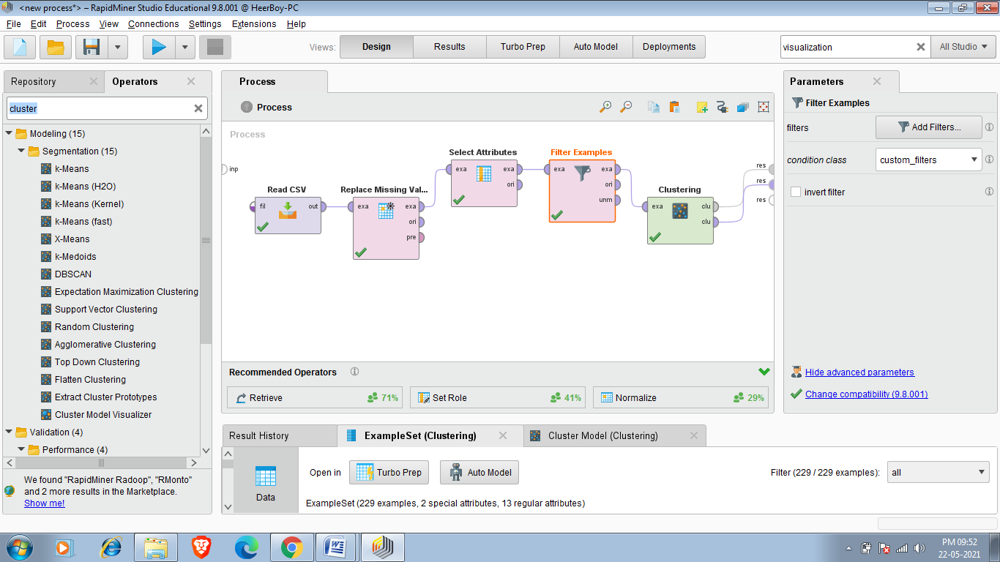 <new process*> – RapidMiner Studio Educational 9.8.001 @ HeerBoy-PC
File Edit Process View Connections Settings Extensions Help
Views: Design Results Turbo Prep Auto Model Deployments visualization All Studio
Repository Operators
cluster
Modeling (15)
Segmentation (15)
k-Means
k-Means (H2O)
k-Means (Kernel)
k-Means (fast)
X-Means
k-Medoids
DBSCAN
Expectation Maximization Clustering
Support Vector Clustering
Random Clustering
Agglomerative Clustering
Top Down Clustering
Flatten Clustering
Extract Cluster Prototypes
Cluster Model Visualizer
Validation (4)
Performance (4)
We found "RapidMiner Radoop", "RMonto"
and 2 more results in the Marketplace.
Show me!
Process
Process
Process
inp
Read CSV
fil out
Replace Missing Val...
exa exa
ori
pre
Select Attributes
exa exa
ori
Filter Examples
exa exa
ori
unm
Clustering
exa clu
clu
res
res
res
Recommended Operators
Retrieve 71%
Set Role 41%
Normalize 29%
Parameters
Filter Examples
filters Add Filters...
condition class custom_filters
invert filter
Hide advanced parameters
Change compatibility (9.8.001)
Result History ExampleSet (Clustering) Cluster Model (Clustering)
Data
Open in Turbo Prep Auto Model Filter (229 / 229 examples): all
ExampleSet (229 examples, 2 special attributes, 13 regular attributes)
PM 09:52
22-05-2021